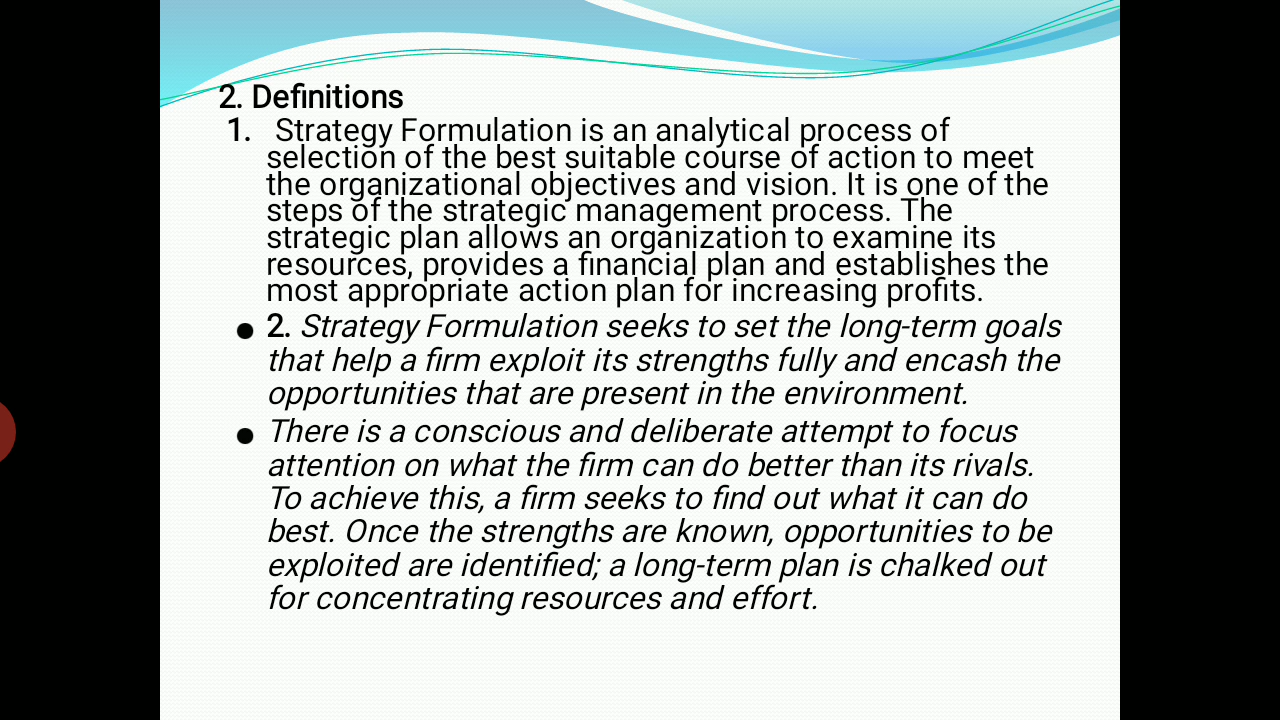 2. Definitions
1. Strategy Formulation is an analytical process of
selection of the best suitable course of action to meet
the organizational objectives and vision. It is one of the
steps of the strategic management process. The
strategic plan allows an organization to examine its
resources, provides a financial plan and establishes the
most appropriate action plan for increasing profits.
● 2. Strategy Formulation seeks to set the long-term goals
that help a firm exploit its strengths fully and encash the
opportunities that are present in the environment.
● There is a conscious and deliberate attempt to focus
attention on what the firm can do better than its rivals.
To achieve this, a firm seeks to find out what it can do
best. Once the strengths are known, opportunities to be
exploited are identified; a long-term plan is chalked out
for concentrating resources and effort.